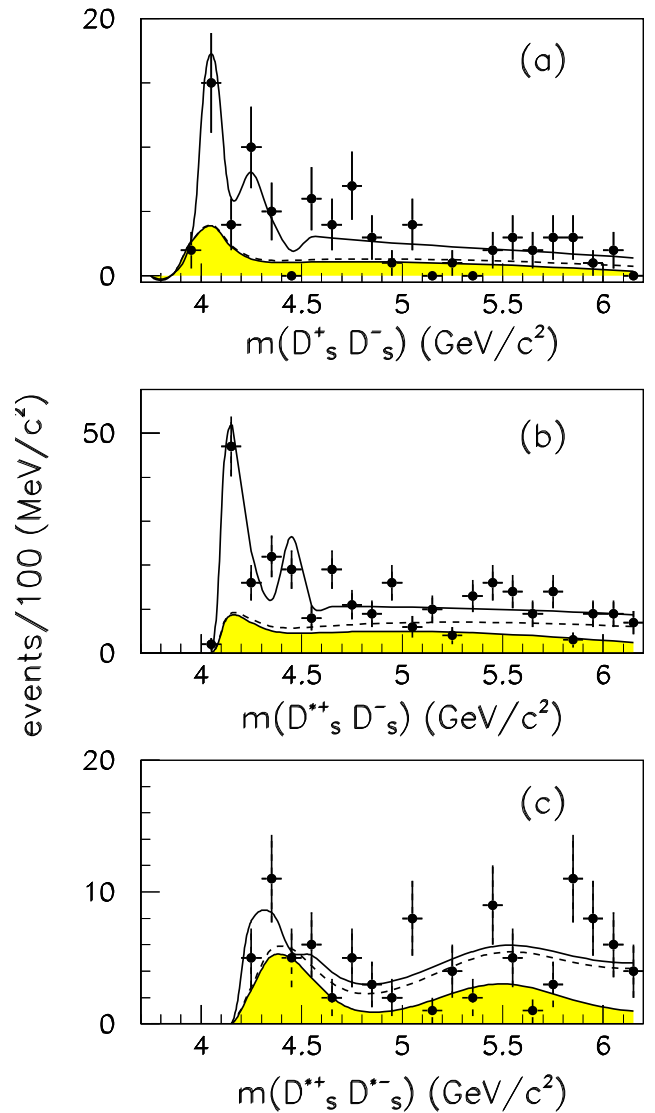 20
(a)
10
0
4 4.5 5 5.5 6
m(D⁺ₛ D⁻ₛ) (GeV/c²)
events/100 (MeV/c²)
50
(b)
0
4 4.5 5 5.5 6
m(D*⁺ₛ D⁻ₛ) (GeV/c²)
20
(c)
10
0
4 4.5 5 5.5 6
m(D*⁺ₛ D*⁻ₛ) (GeV/c²)